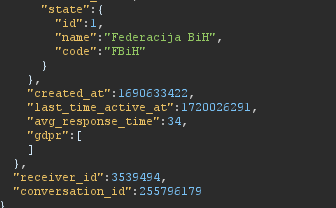 "state":{
"id":1,
"name":"Federacija BiH",
"code":"FBiH"
}
},
"created_at":1690633422,
"last_time_active_at":1720026291,
"avg_response_time":34,
"gdpr":[
]
},
"receiver_id":3539494,
"conversation_id":255796179
}